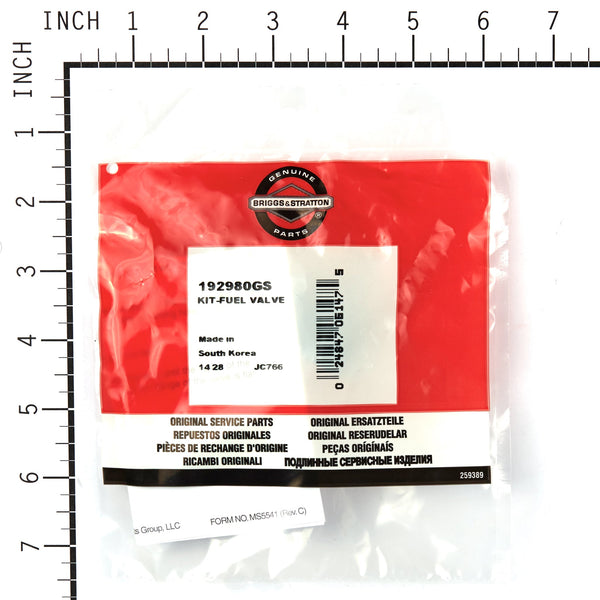 INCH 1 2 3 4 5 6 7
INCH 1 2 3 4 5 6 7
GENUINE
BRIGGS&STRATTON
®
PARTS
192980GS
KIT-FUEL VALVE
Made in
South Korea
14 28 JC766
0 24847 06147 5
ORIGINAL SERVICE PARTS ORIGINAL ERSATZTEILE
REPUESTOS ORIGINALES ORIGINAL RESERUDELAR
PIÈCES DE RECHANGE D'ORIGINE PEÇAS ORIGÍNAIS
RICAMBI ORIGINALI ПОДЛИННЫЕ СЕРВИСНЫЕ ИЗДЕЛИЯ
259389
s Group, LLC FORM NO. MS5541 (Rev. C)